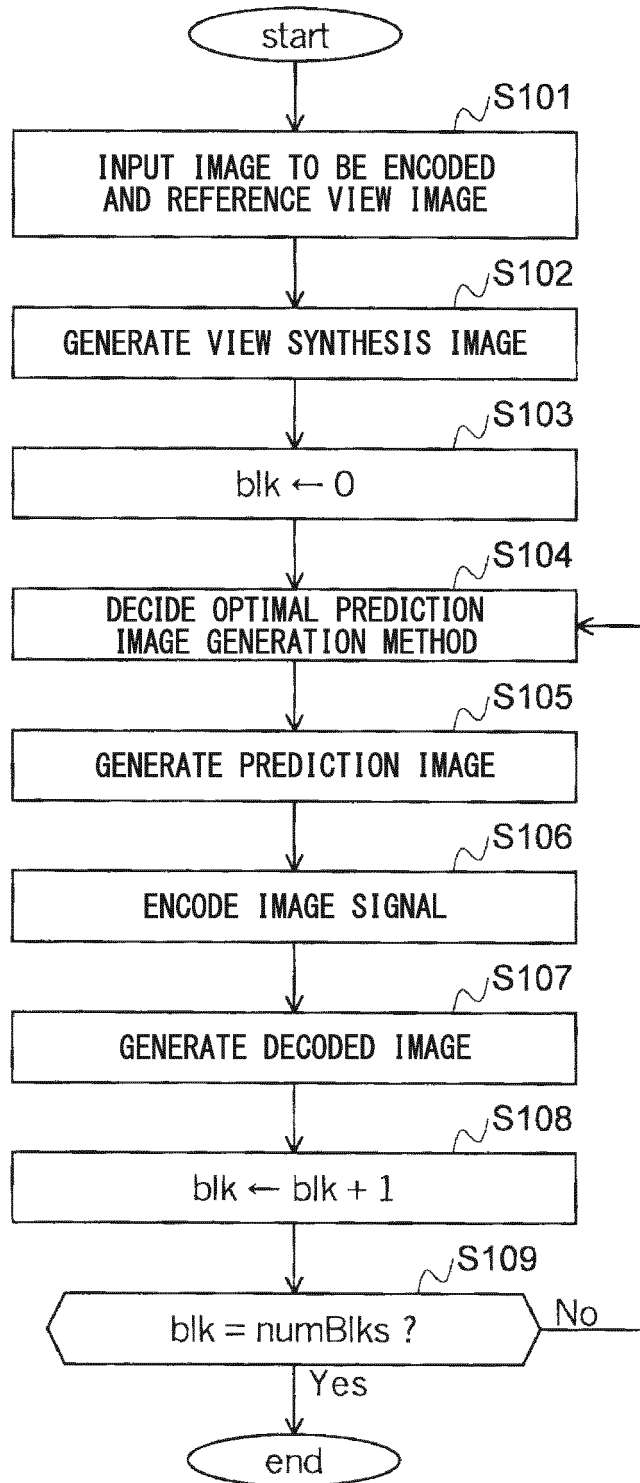 start
S101
INPUT IMAGE TO BE ENCODED
AND REFERENCE VIEW IMAGE
S102
GENERATE VIEW SYNTHESIS IMAGE
S103
blk ← 0
S104
DECIDE OPTIMAL PREDICTION
IMAGE GENERATION METHOD
S105
GENERATE PREDICTION IMAGE
S106
ENCODE IMAGE SIGNAL
S107
GENERATE DECODED IMAGE
S108
blk ← blk + 1
S109
blk = numBlks ?
No
Yes
end